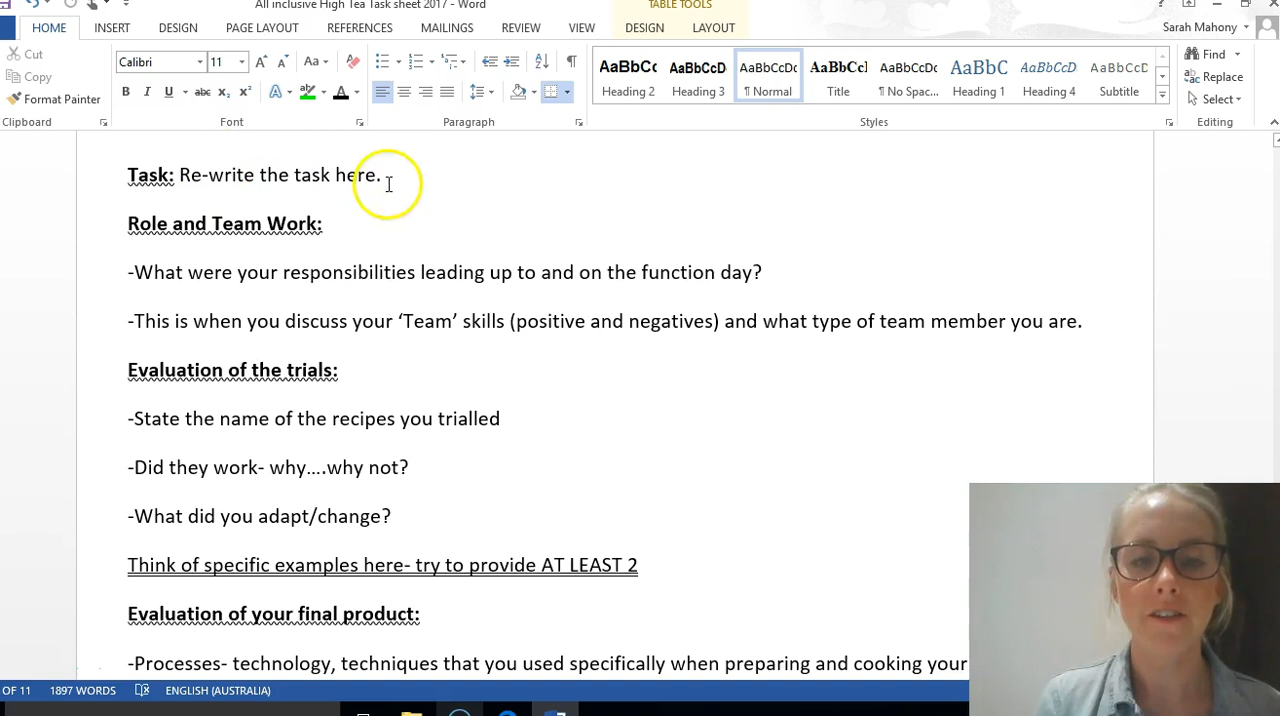 All inclusive High Tea Task sheet 2017 - Word
TABLE TOOLS
HOME INSERT DESIGN PAGE LAYOUT REFERENCES MAILINGS REVIEW VIEW DESIGN LAYOUT
Sarah Mahony
Cut
Copy
Format Painter
Clipboard
Calibri 11
Aa
B I U abc X₂ X² A A
Font
Paragraph
AaBbCc AaBbCcD AaBbCcDc AaBbCcl AaBbCcDc AaBbCc AaBbCcD AaBbCcD
Heading 2 Heading 3 ¶ Normal Title ¶ No Spac... Heading 1 Heading 4 Subtitle
Styles
Find
Replace
Select
Editing
Task: Re-write the task here.
Role and Team Work:
-What were your responsibilities leading up to and on the function day?
-This is when you discuss your ‘Team’ skills (positive and negatives) and what type of team member you are.
Evaluation of the trials:
-State the name of the recipes you trialled
-Did they work- why….why not?
-What did you adapt/change?
Think of specific examples here- try to provide AT LEAST 2
Evaluation of your final product:
-Processes- technology, techniques that you used specifically when preparing and cooking your
OF 11 1897 WORDS ENGLISH (AUSTRALIA)